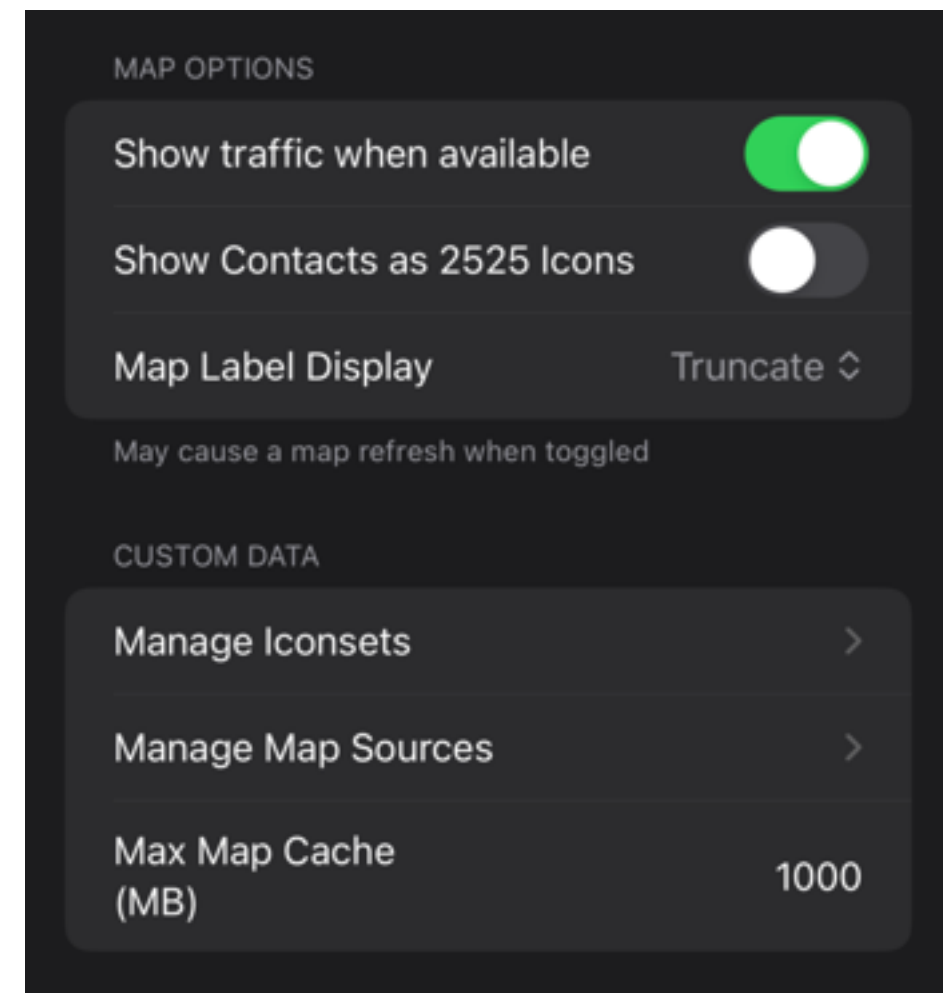 MAP OPTIONS
Show traffic when available
Show Contacts as 2525 Icons
Map Label Display Truncate
May cause a map refresh when toggled
CUSTOM DATA
Manage Iconsets
Manage Map Sources
Max Map Cache
(MB)
1000